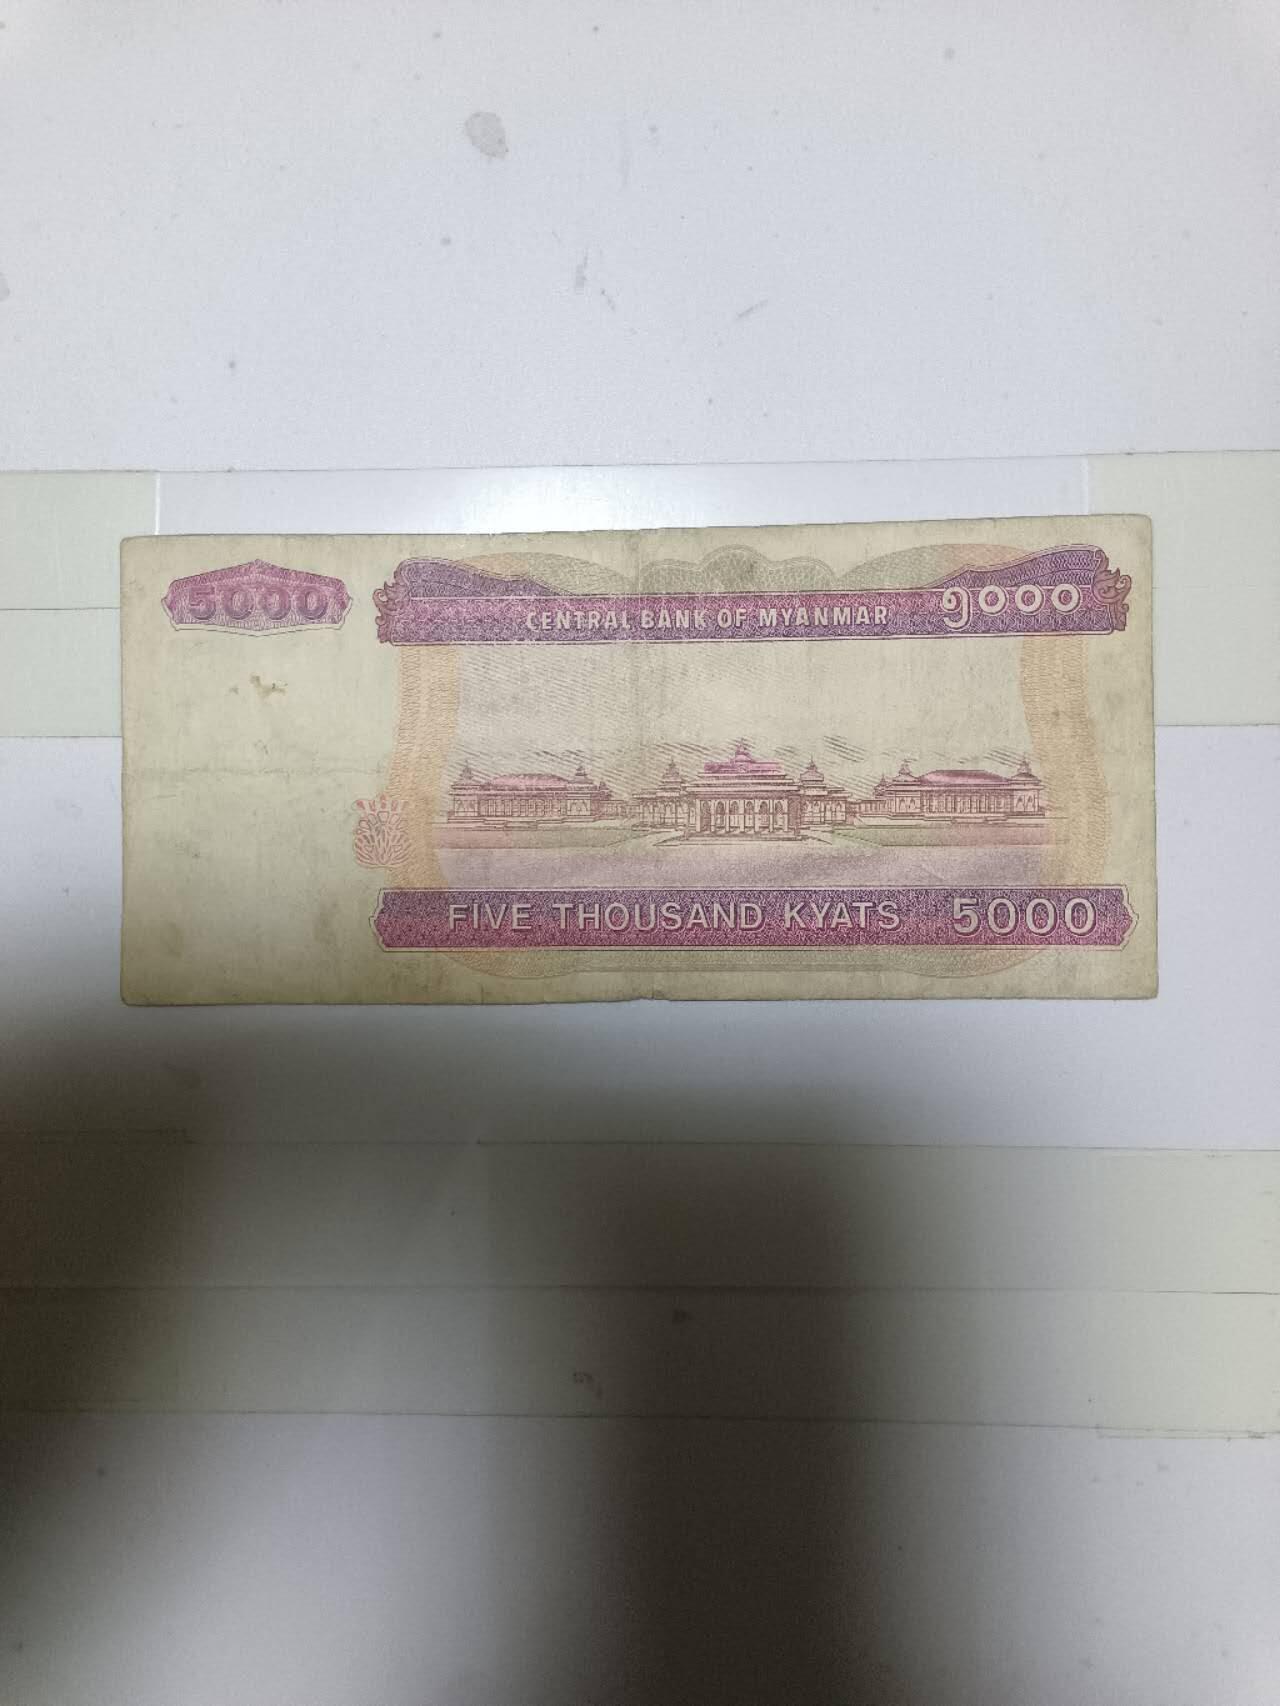 5000
CENTRAL BANK OF MYANMAR ၅၀၀၀
FIVE THOUSAND KYATS 5000